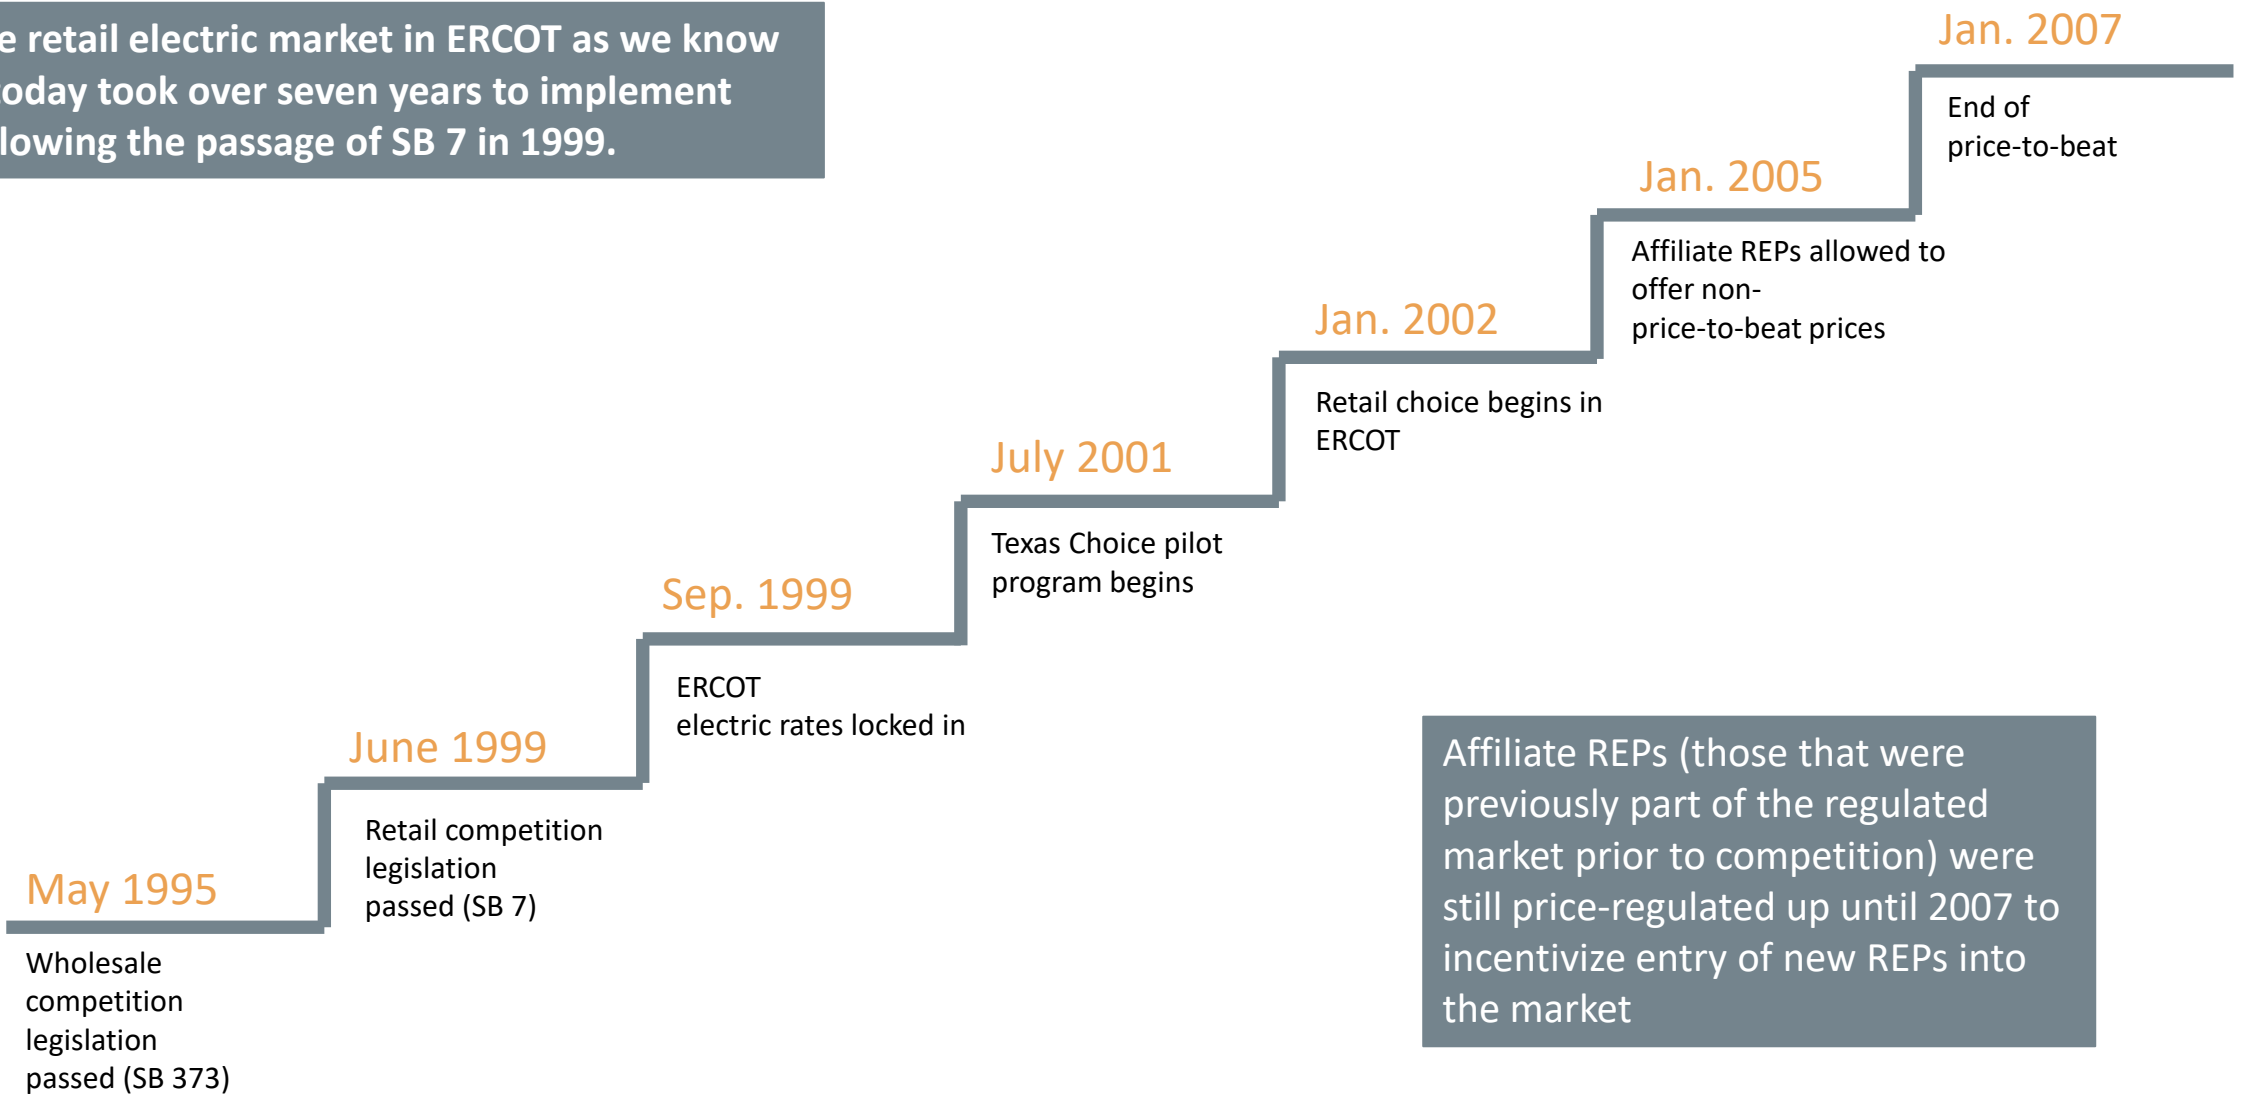 e retail electric market in ERCOT as we know
today took over seven years to implement
lowing the passage of SB 7 in 1999.
Jan. 2007
End of
price-to-beat
Jan. 2005
Affiliate REPs allowed to
offer non-
price-to-beat prices
Jan. 2002
Retail choice begins in
ERCOT
July 2001
Texas Choice pilot
program begins
Sep. 1999
ERCOT
electric rates locked in
June 1999
Retail competition
legislation
passed (SB 7)
May 1995
Wholesale
competition
legislation
passed (SB 373)
Affiliate REPs (those that were
previously part of the regulated
market prior to competition) were
still price-regulated up until 2007 to
incentivize entry of new REPs into
the market